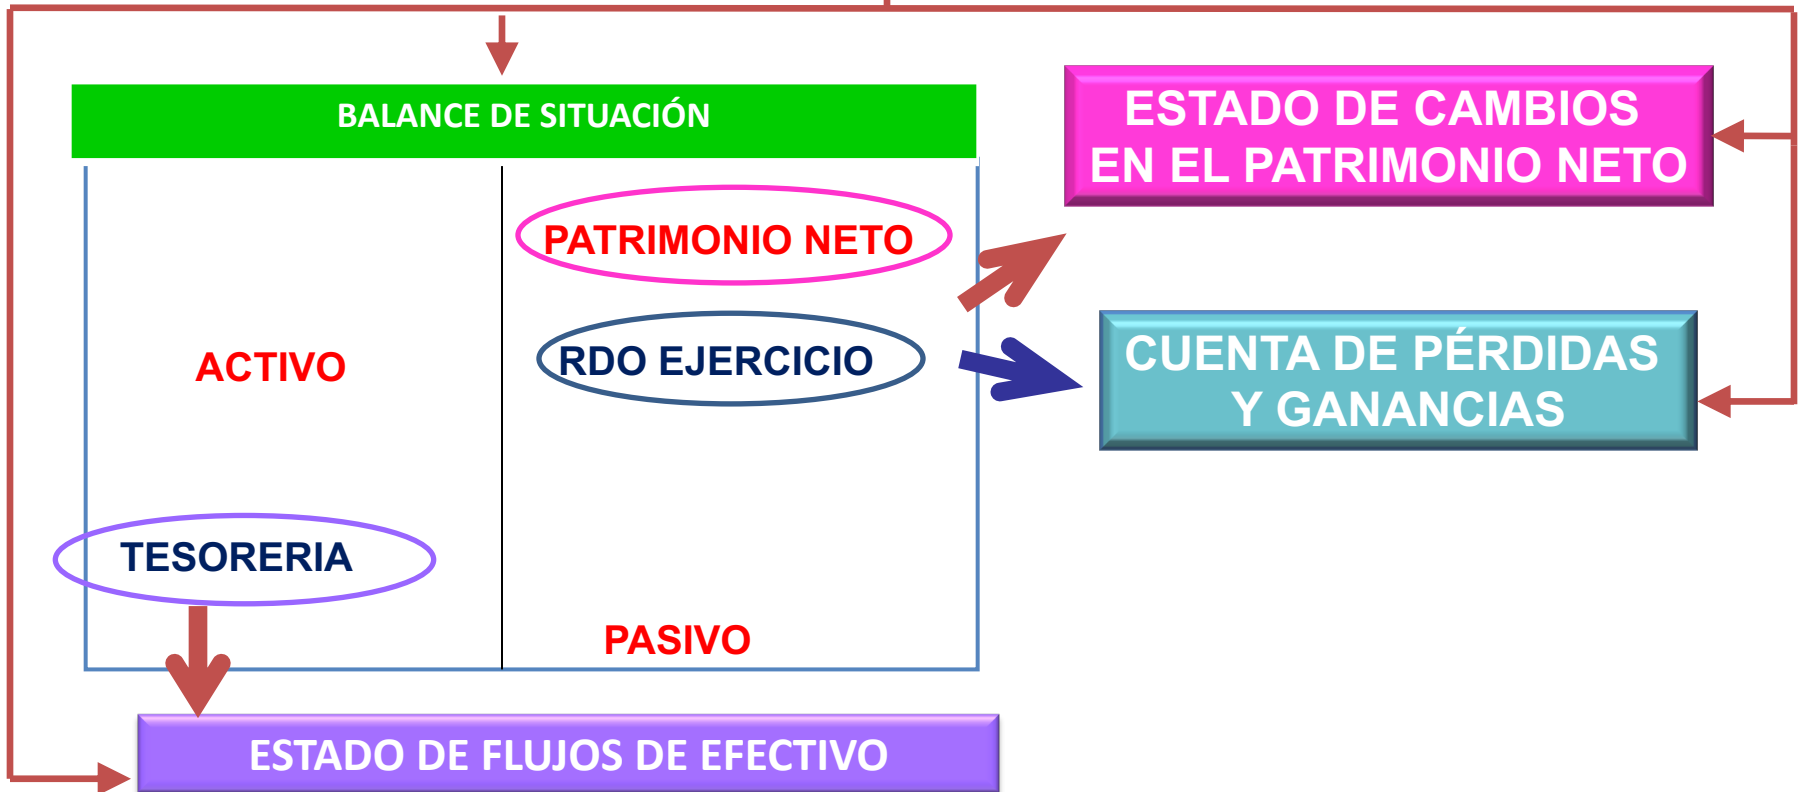 BALANCE DE SITUACIÓN
ESTADO DE CAMBIOS
EN EL PATRIMONIO NETO
PATRIMONIO NETO
RDO EJERCICIO
ACTIVO
CUENTA DE PÉRDIDAS
Y GANANCIAS
TESORERIA
PASIVO
ESTADO DE FLUJOS DE EFECTIVO